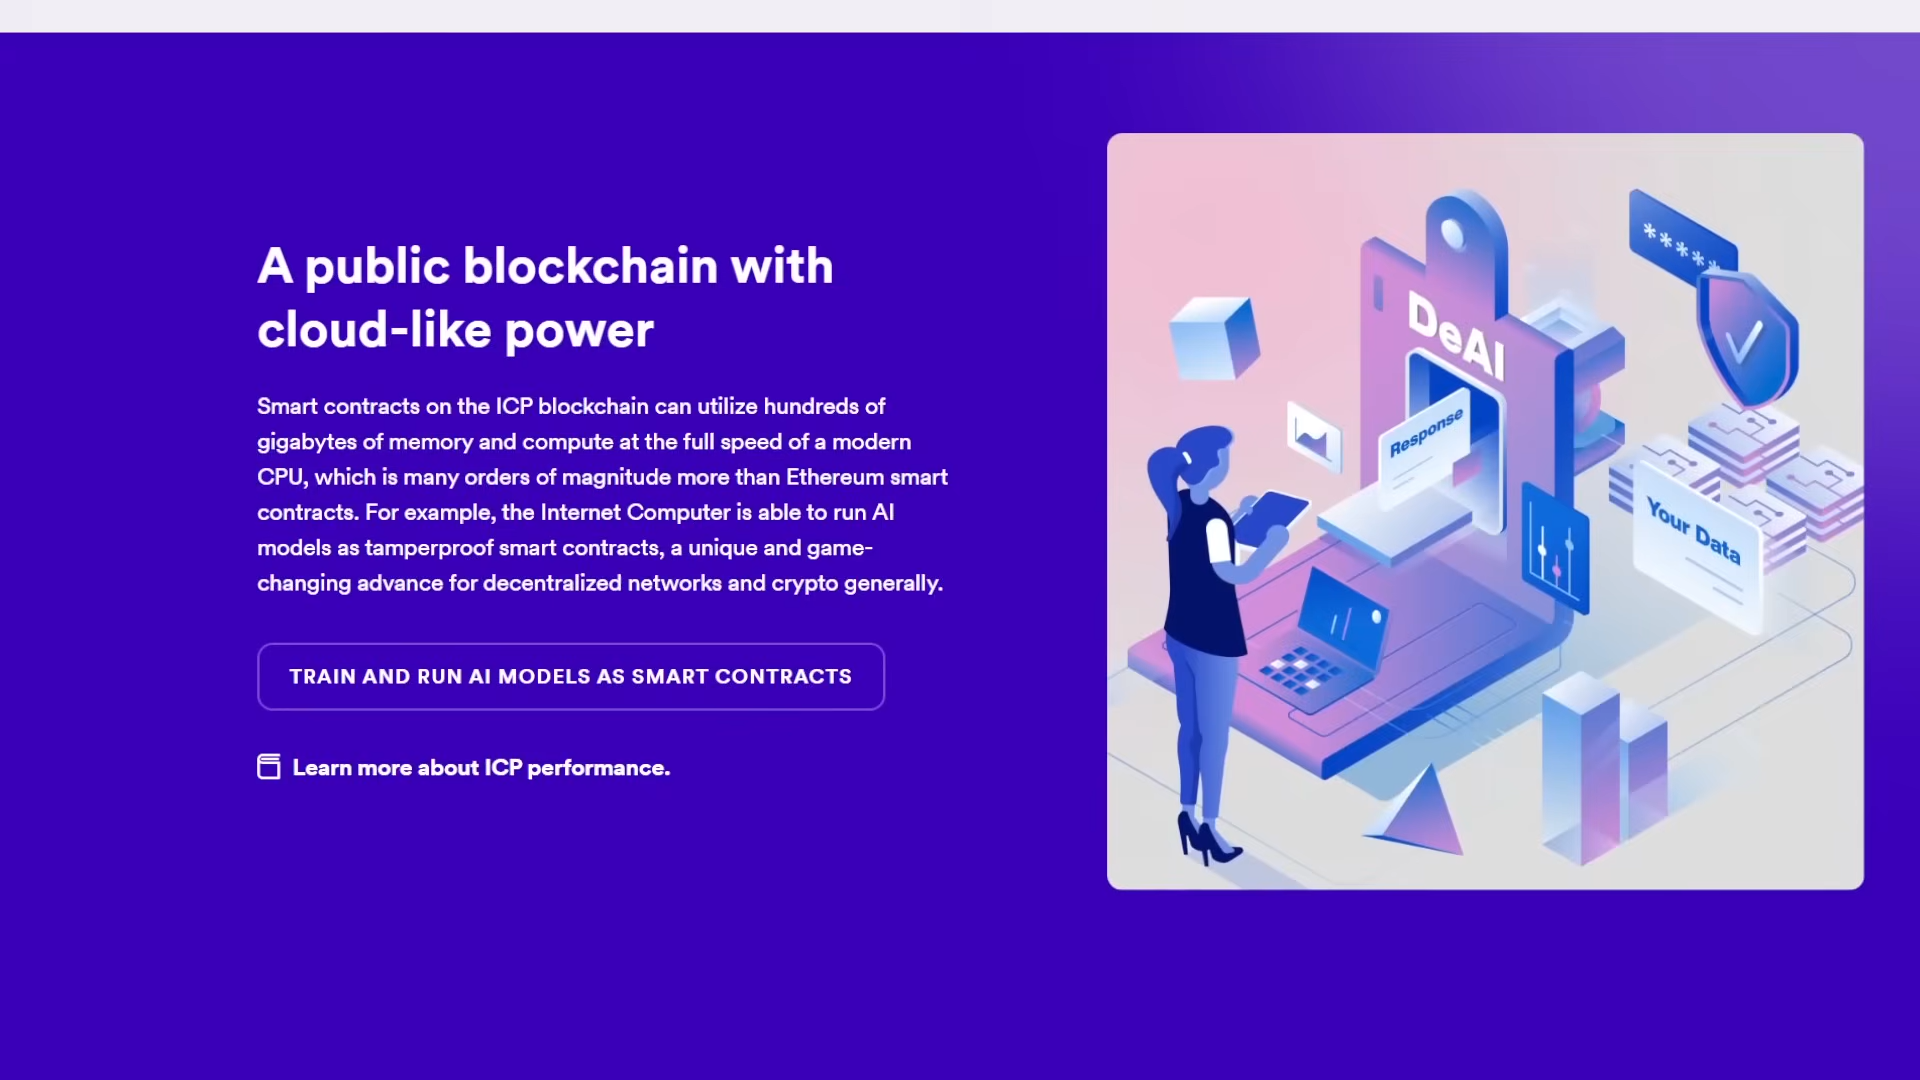 A public blockchain with
cloud-like power
Smart contracts on the ICP blockchain can utilize hundreds of
gigabytes of memory and compute at the full speed of a modern
CPU, which is many orders of magnitude more than Ethereum smart
contracts. For example, the Internet Computer is able to run AI
models as tamperproof smart contracts, a unique and game-
changing advance for decentralized networks and crypto generally.
TRAIN AND RUN AI MODELS AS SMART CONTRACTS
Learn more about ICP performance.
*****
DeAI
Response
Your Data